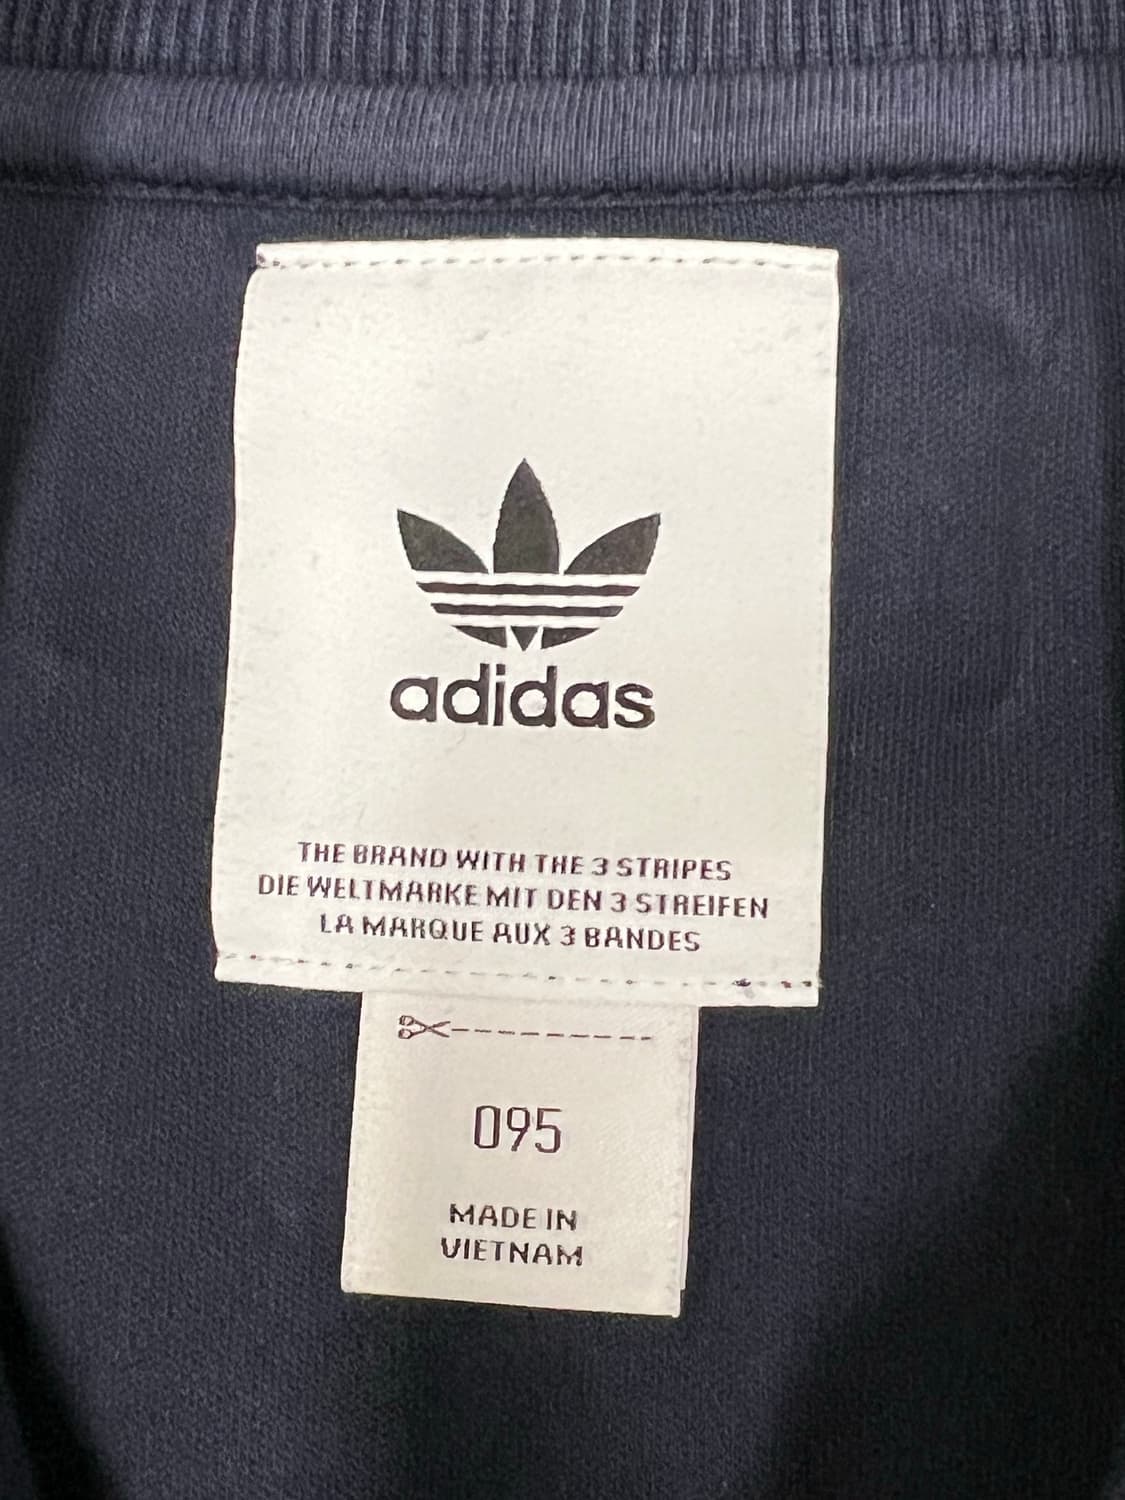 adidas
THE BRAND WITH THE 3 STRIPES
DIE WELTMARKE MIT DEN 3 STREIFEN
LA MARQUE AUX 3 BANDES
095
MADE IN
VIETNAM